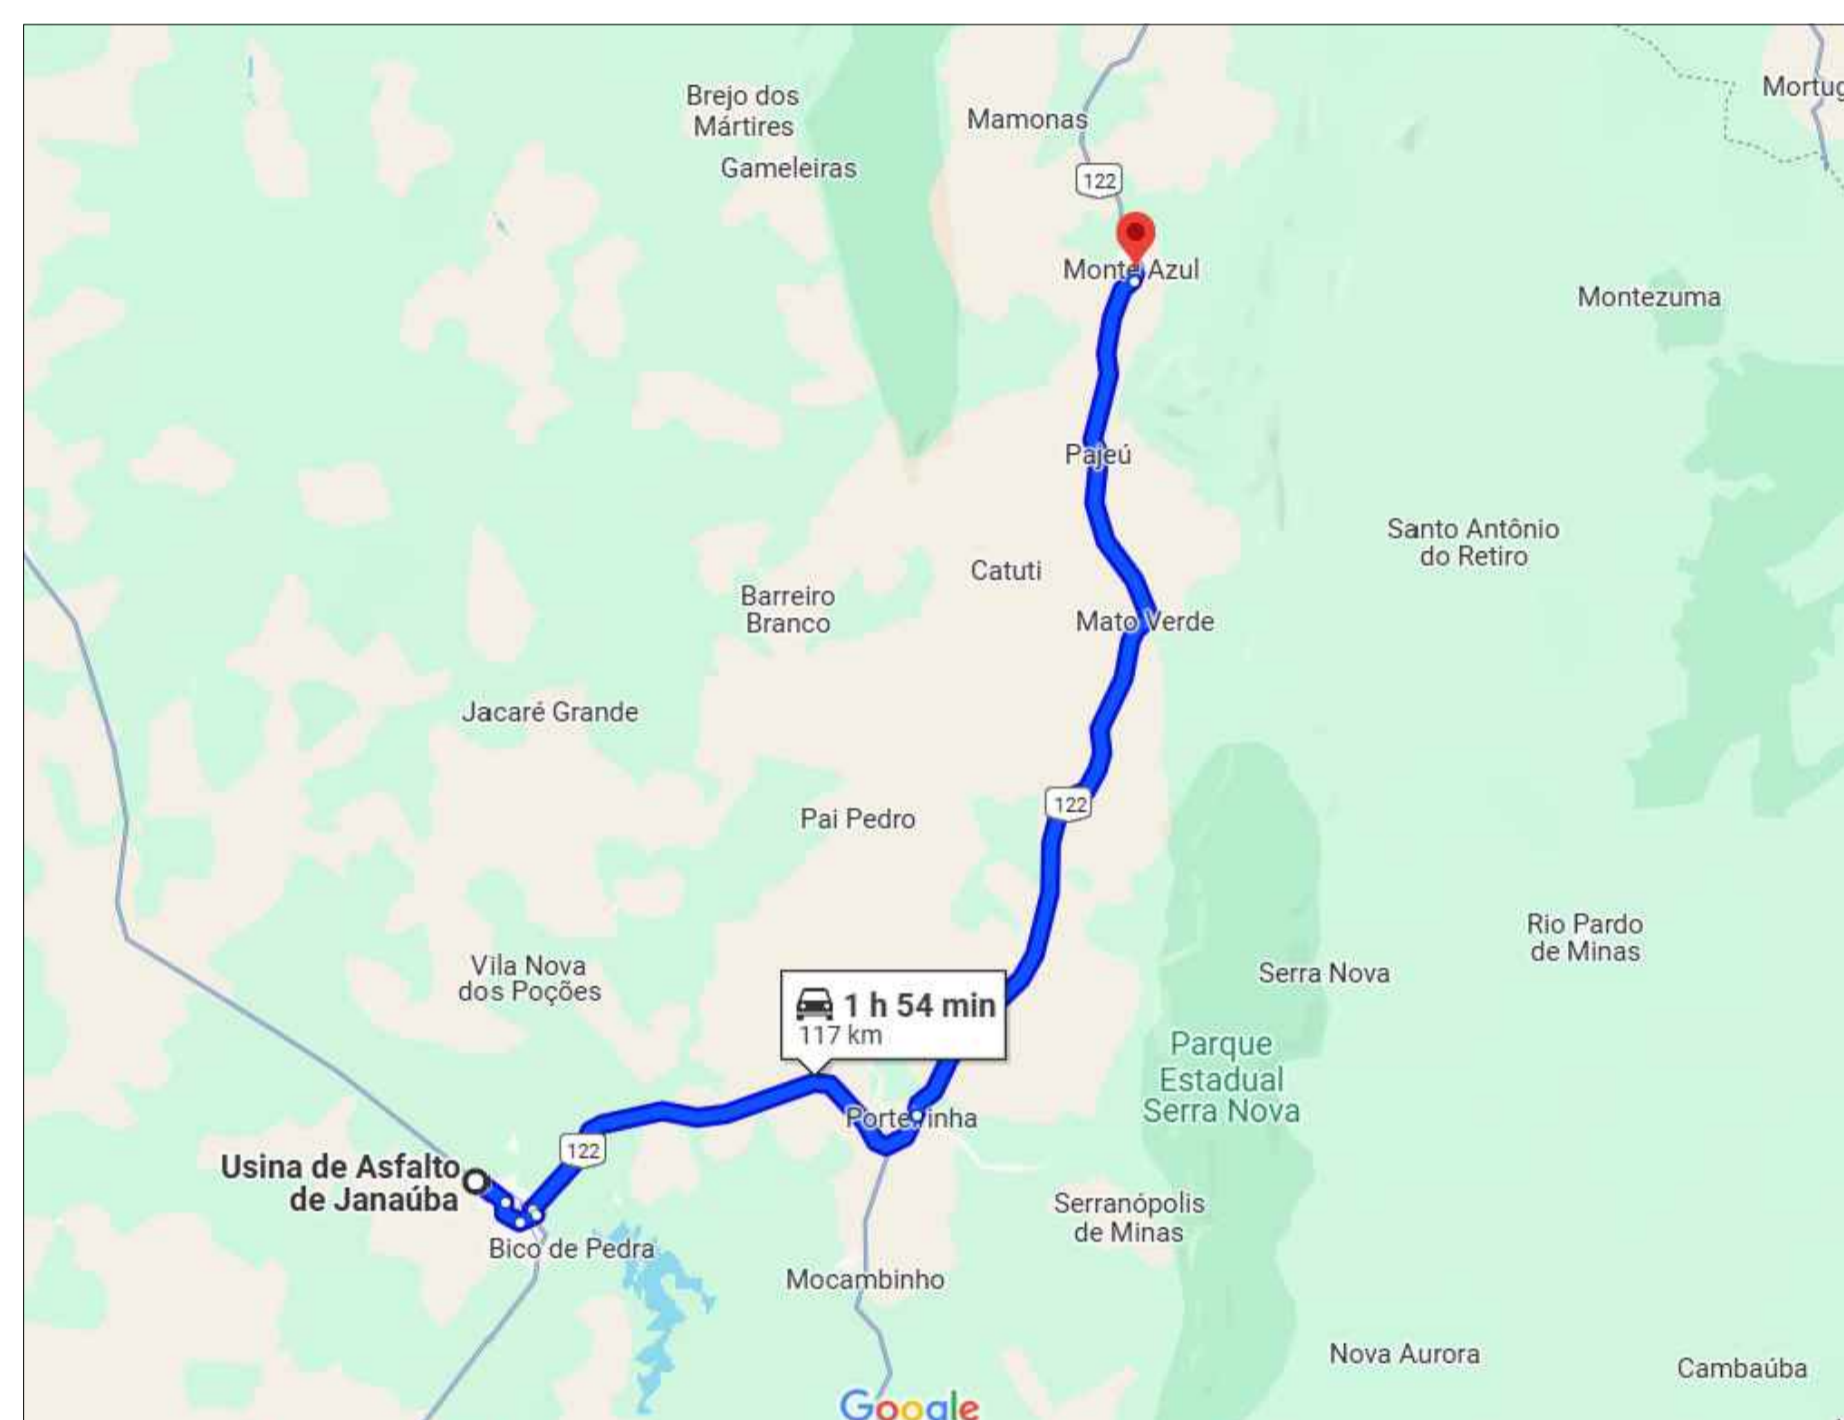 Brejo dos
Mártires
Gameleiras
Mamonas
Mortug
122
Monte Azul
Montezuma
Pajeú
Santo Antônio
do Retiro
Catuti
Barreiro
Branco
Mato Verde
Jacaré Grande
122
Pai Pedro
Rio Pardo
de Minas
Vila Nova
dos Poções
Serra Nova
1 h 54 min
117 km
Parque
Estadual
Serra Nova
Porteirinha
122
Usina de Asfalto
de Janaúba
Serranópolis
de Minas
Bico de Pedra
Mocambinho
Nova Aurora
Cambaúba
Google